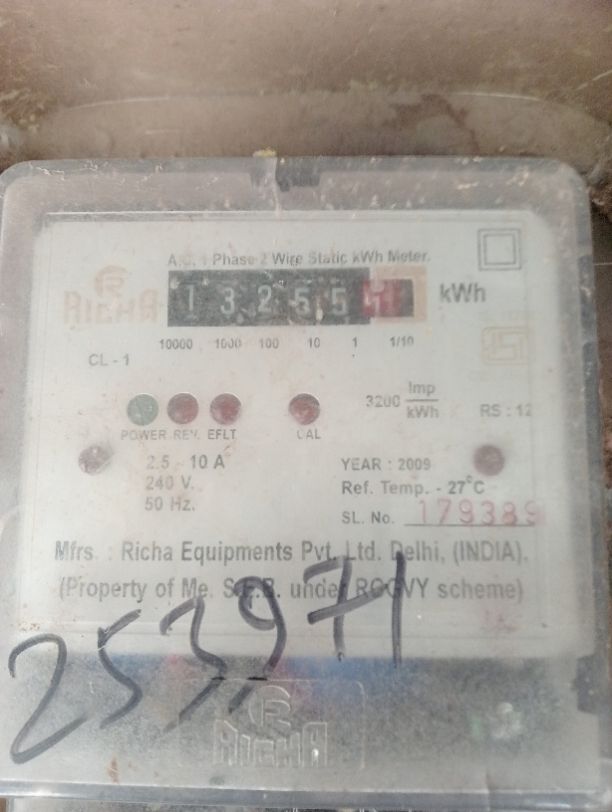 A.C. 1 Phase 2 Wire Static kWh Meter.
RICHA
1 3 2 5 5 kWh
10000 1000 100 10 1 1/10
CL - 1
3200 Imp/kWh
RS : 12
POWER REV. EFLT CAL
2.5 - 10 A
240 V.
50 Hz.
YEAR : 2009
Ref. Temp. - 27°C
SL. No. 179389
Mfrs : Richa Equipments Pvt. Ltd. Delhi, (INDIA).
(Property of Me. S.E.B. under RGGVY scheme)
253971
RICHA